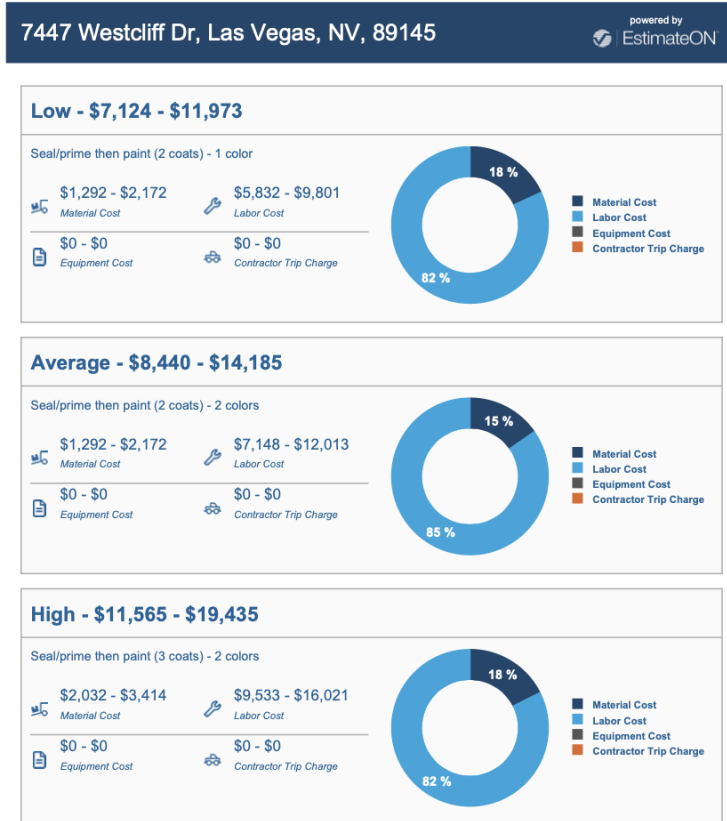 7447 Westcliff Dr, Las Vegas, NV, 89145
powered by
EstimateON
Low - $7,124 - $11,973
Seal/prime then paint (2 coats) - 1 color
$1,292 - $2,172
Material Cost
$5,832 - $9,801
Labor Cost
$0 - $0
Equipment Cost
$0 - $0
Contractor Trip Charge
18 %
82 %
Material Cost
Labor Cost
Equipment Cost
Contractor Trip Charge
Average - $8,440 - $14,185
Seal/prime then paint (2 coats) - 2 colors
$1,292 - $2,172
Material Cost
$7,148 - $12,013
Labor Cost
$0 - $0
Equipment Cost
$0 - $0
Contractor Trip Charge
15 %
85 %
Material Cost
Labor Cost
Equipment Cost
Contractor Trip Charge
High - $11,565 - $19,435
Seal/prime then paint (3 coats) - 2 colors
$2,032 - $3,414
Material Cost
$9,533 - $16,021
Labor Cost
$0 - $0
Equipment Cost
$0 - $0
Contractor Trip Charge
18 %
82 %
Material Cost
Labor Cost
Equipment Cost
Contractor Trip Charge